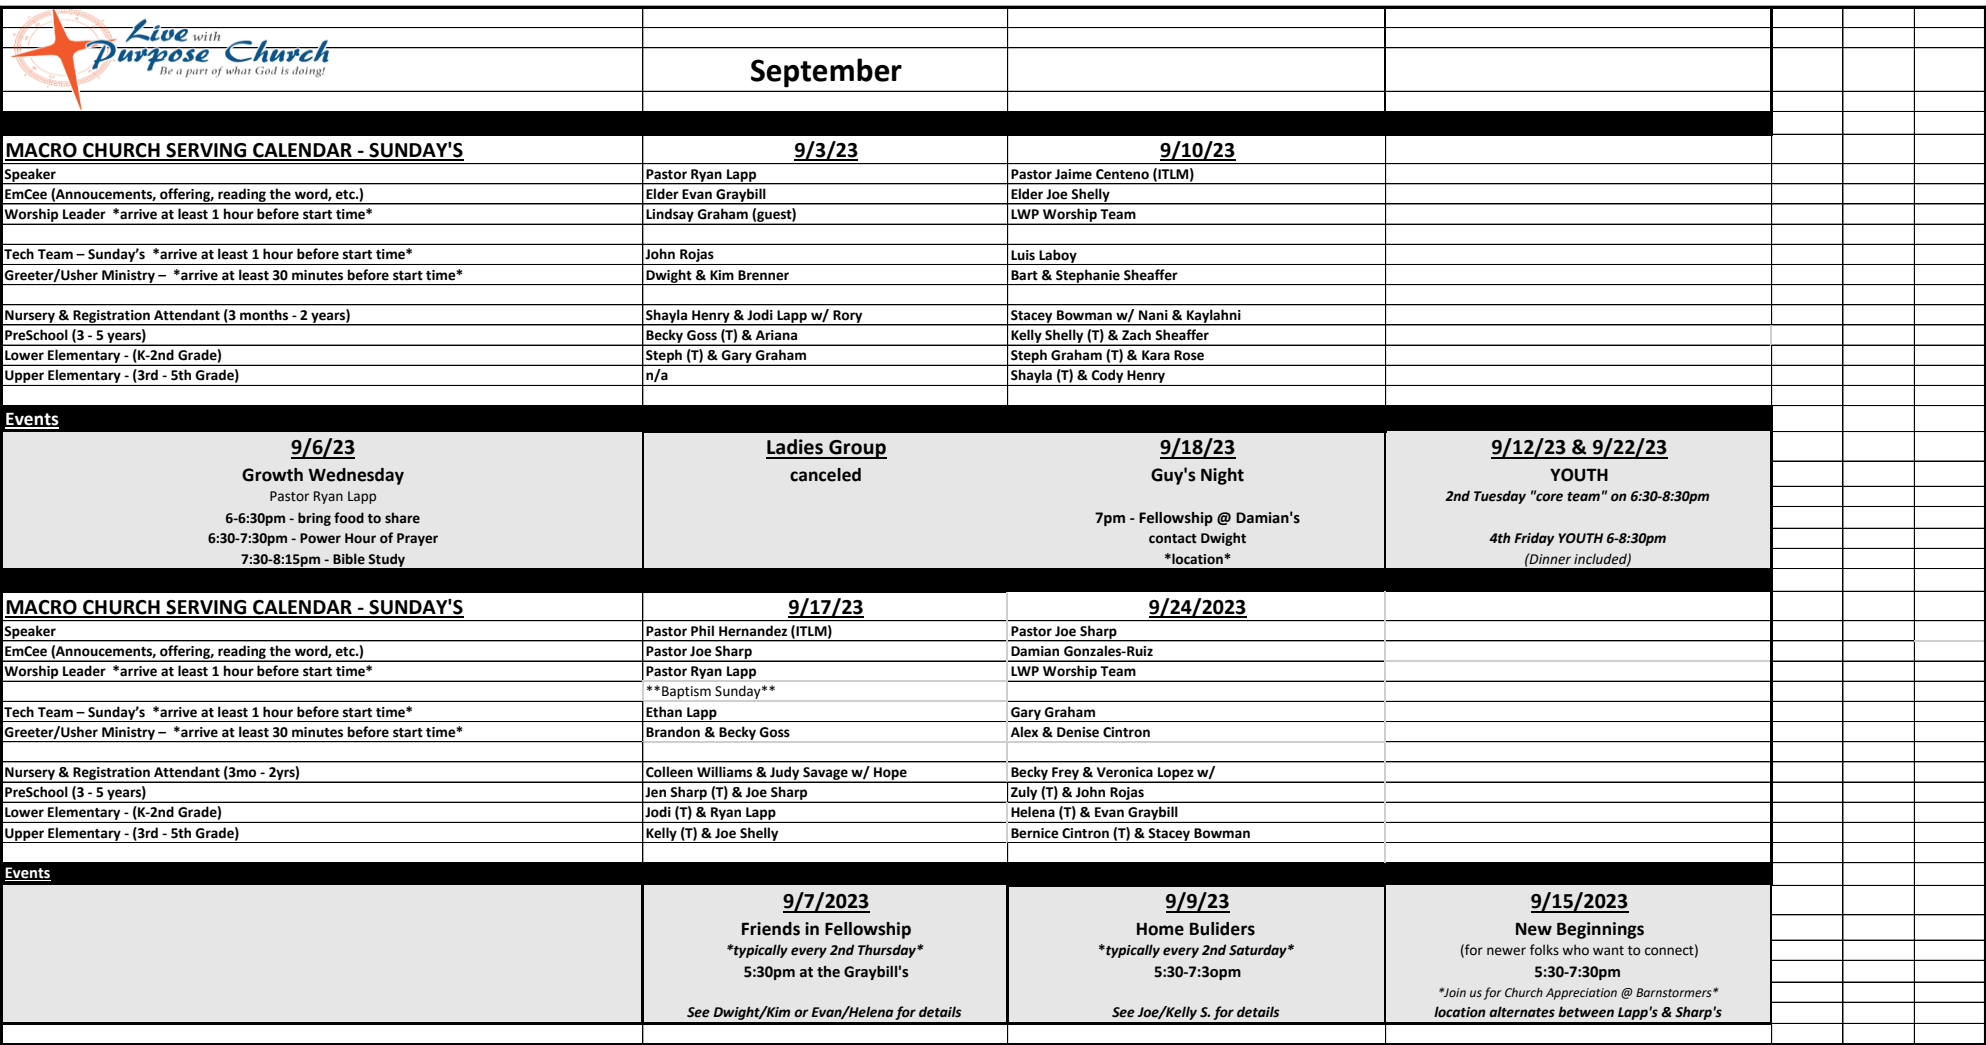 Live with
Purpose Church
Be a part of what God is doing!
September
MACRO CHURCH SERVING CALENDAR - SUNDAY'S 9/3/23 9/10/23
Speaker Pastor Ryan Lapp Pastor Jaime Centeno (ITLM)
EmCee (Annoucements, offering, reading the word, etc.) Elder Evan Graybill Elder Joe Shelly
Worship Leader *arrive at least 1 hour before start time* Lindsay Graham (guest) LWP Worship Team
Tech Team – Sunday's *arrive at least 1 hour before start time* John Rojas Luis Laboy
Greeter/Usher Ministry – *arrive at least 30 minutes before start time* Dwight & Kim Brenner Bart & Stephanie Sheaffer
Nursery & Registration Attendant (3 months - 2 years) Shayla Henry & Jodi Lapp w/ Rory Stacey Bowman w/ Nani & Kaylahni
PreSchool (3 - 5 years) Becky Goss (T) & Ariana Kelly Shelly (T) & Zach Sheaffer
Lower Elementary - (K-2nd Grade) Steph (T) & Gary Graham Steph Graham (T) & Kara Rose
Upper Elementary - (3rd - 5th Grade) n/a Shayla (T) & Cody Henry
Events
9/6/23 Ladies Group 9/18/23 9/12/23 & 9/22/23
Growth Wednesday canceled Guy's Night YOUTH
Pastor Ryan Lapp 2nd Tuesday "core team" on 6:30-8:30pm
6-6:30pm - bring food to share 7pm - Fellowship @ Damian's
6:30-7:30pm - Power Hour of Prayer contact Dwight 4th Friday YOUTH 6-8:30pm
7:30-8:15pm - Bible Study *location* (Dinner included)
MACRO CHURCH SERVING CALENDAR - SUNDAY'S 9/17/23 9/24/2023
Speaker Pastor Phil Hernandez (ITLM) Pastor Joe Sharp
EmCee (Annoucements, offering, reading the word, etc.) Pastor Joe Sharp Damian Gonzales-Ruiz
Worship Leader *arrive at least 1 hour before start time* Pastor Ryan Lapp LWP Worship Team
**Baptism Sunday**
Tech Team – Sunday's *arrive at least 1 hour before start time* Ethan Lapp Gary Graham
Greeter/Usher Ministry – *arrive at least 30 minutes before start time* Brandon & Becky Goss Alex & Denise Cintron
Nursery & Registration Attendant (3mo - 2yrs) Colleen Williams & Judy Savage w/ Hope Becky Frey & Veronica Lopez w/
PreSchool (3 - 5 years) Jen Sharp (T) & Joe Sharp Zuly (T) & John Rojas
Lower Elementary - (K-2nd Grade) Jodi (T) & Ryan Lapp Helena (T) & Evan Graybill
Upper Elementary - (3rd - 5th Grade) Kelly (T) & Joe Shelly Bernice Cintron (T) & Stacey Bowman
Events
9/7/2023 9/9/23 9/15/2023
Friends in Fellowship Home Buliders New Beginnings
*typically every 2nd Thursday* *typically every 2nd Saturday* (for newer folks who want to connect)
5:30pm at the Graybill's 5:30-7:3opm 5:30-7:30pm
*Join us for Church Appreciation @ Barnstormers*
See Dwight/Kim or Evan/Helena for details See Joe/Kelly S. for details location alternates between Lapp's & Sharp's